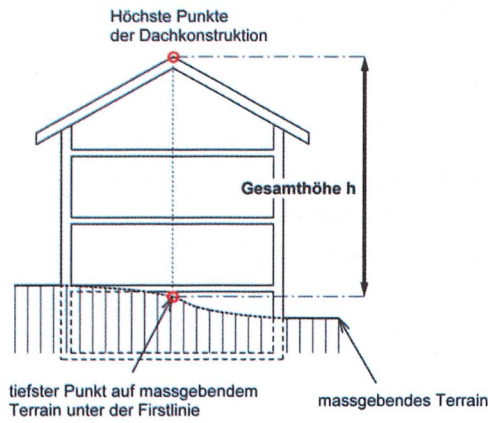 Höchste Punkte
der Dachkonstruktion
Gesamthöhe h
tiefster Punkt auf massgebendem
Terrain unter der Firstlinie
massgebendes Terrain